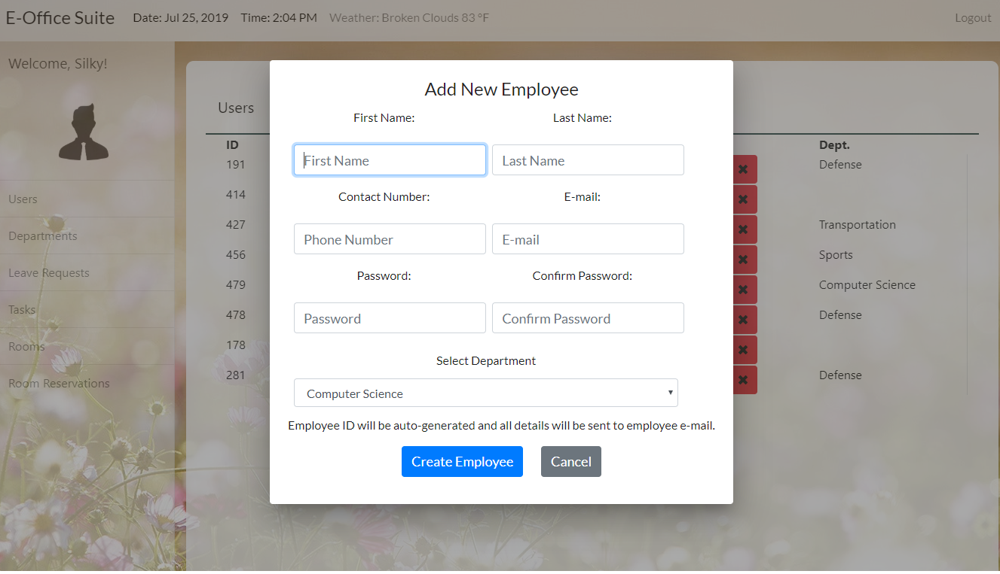 E-Office Suite Date: Jul 25, 2019 Time: 2:04 PM Weather: Broken Clouds 83 °F Logout
Welcome, Silky!
Users
Departments
Leave Requests
Tasks
Rooms
Room Reservations
Users
ID Dept.
191 Defense
414
427 Transportation
456 Sports
479 Computer Science
478 Defense
178
281 Defense
Add New Employee
First Name: Last Name:
First Name Last Name
Contact Number: E-mail:
Phone Number E-mail
Password: Confirm Password:
Password Confirm Password
Select Department
Computer Science
Employee ID will be auto-generated and all details will be sent to employee e-mail.
Create Employee Cancel